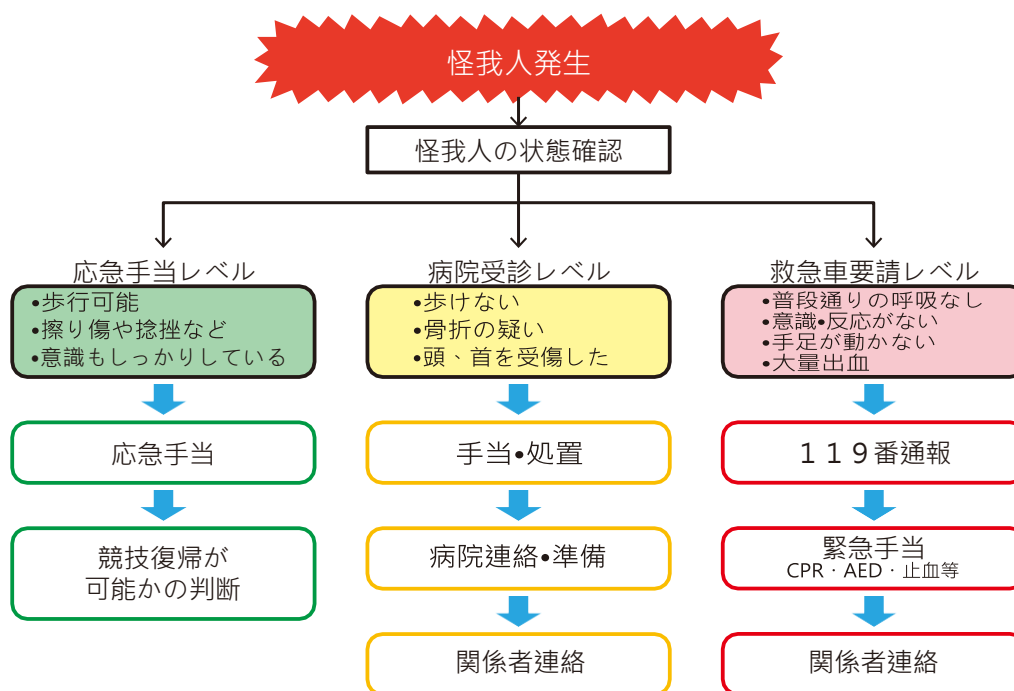 怪我人発生
怪我人の状態確認
応急手当レベル
•歩行可能
•擦り傷や捻挫など
•意識もしっかりしている
応急手当
競技復帰が
可能かの判断
病院受診レベル
•歩けない
•骨折の疑い
•頭、首を受傷した
手当•処置
病院連絡•準備
関係者連絡
救急車要請レベル
•普段通りの呼吸なし
•意識•反応がない
•手足が動かない
•大量出血
１１９番通報
緊急手当
CPR・AED・止血等
関係者連絡